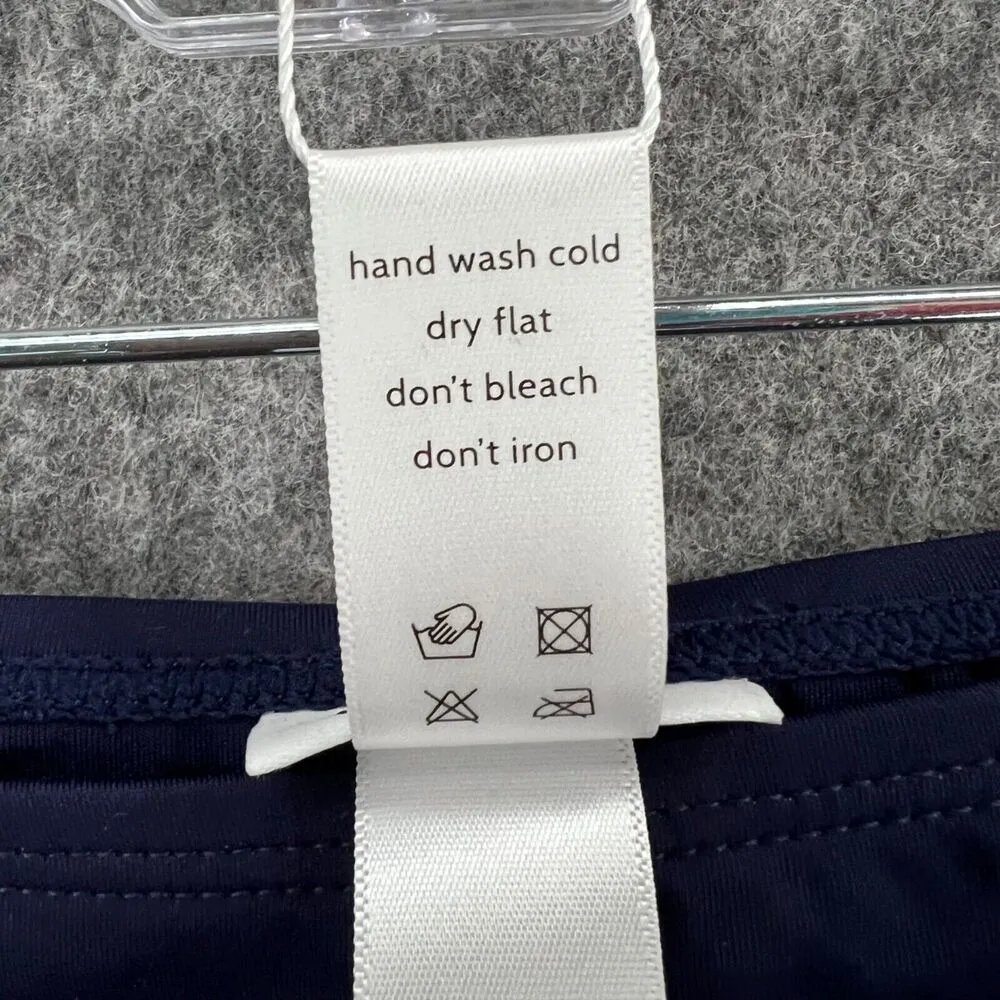 hand wash cold
dry flat
don't bleach
don't iron